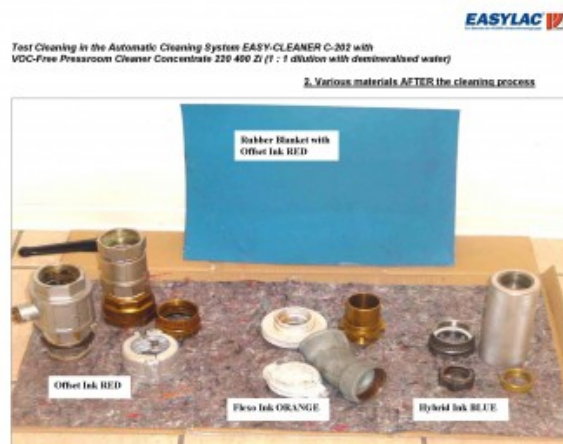 EASYLAC
Test Cleaning in the Automatic Cleaning System EASY-CLEANER C-202 with
VOC-Free Pressroom Cleaner Concentrate 220 400 Zi (1 : 1 dilution with demineralised water)
2. Various materials AFTER the cleaning process
Rubber Blanket with
Offset Ink RED
Offset Ink RED
Flexo Ink ORANGE
Hybrid Ink BLUE